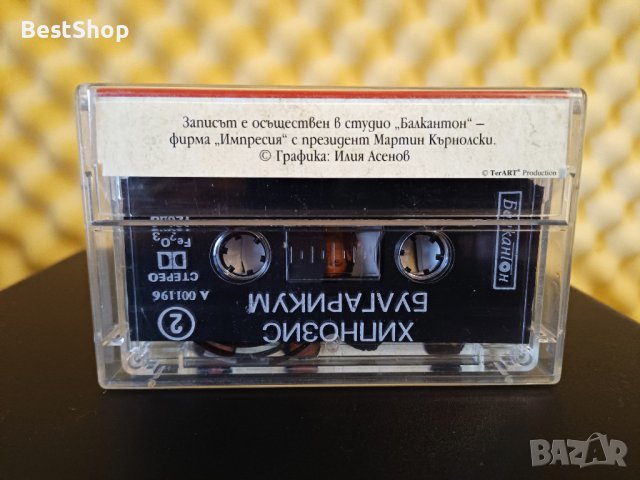 BestShop
Записът е осъществен в студио „Балкантон“ –
фирма „Импресия“ с президент Мартин Кърнолски.
© Графика: Илия Асенов
© TerART® Production
Балкантон
Fe₂O₃
СТЕРЕО
A 001196
2
ХИПНОЗИС
БУЛГАРИКУМ
BAZAR